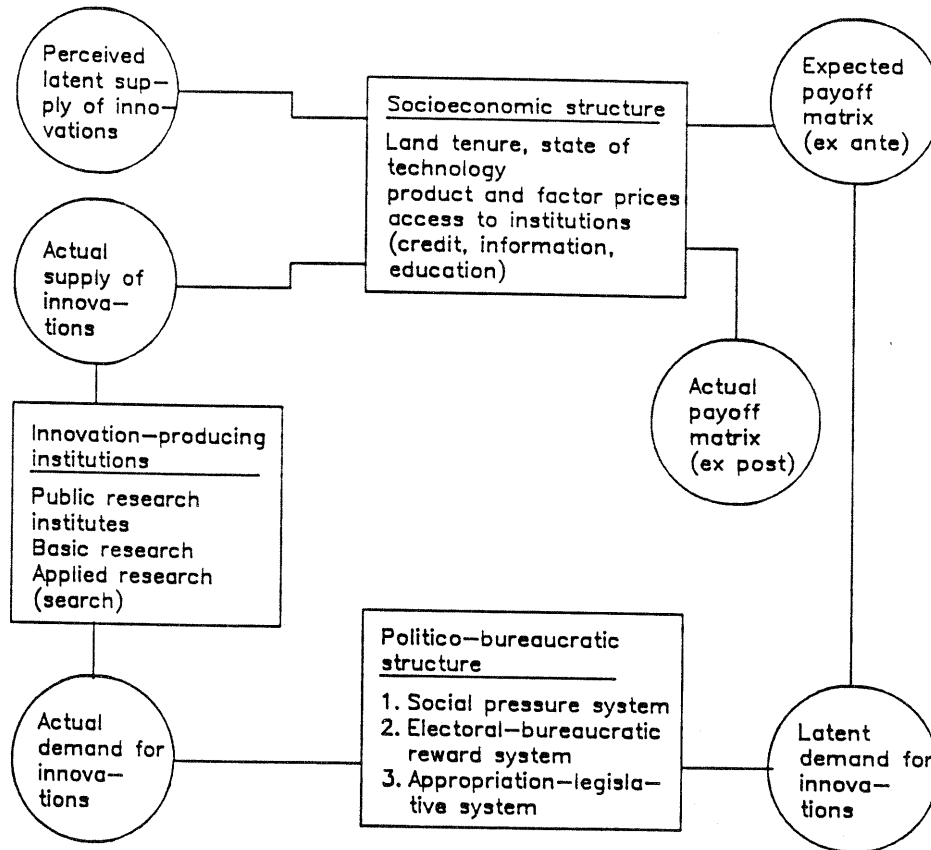 Perceived
latent sup-
ply of inno-
vations
Socioeconomic structure
Land tenure, state of
technology
product and factor prices
access to institutions
(credit, information,
education)
Expected
payoff
matrix
(ex ante)
Actual
supply of
innova-
tions
Actual
payoff
matrix
(ex post)
Innovation-producing
institutions
Public research
institutes
Basic research
Applied research
(search)
Politico-bureaucratic
structure
1. Social pressure system
2. Electoral-bureaucratic
reward system
3. Appropriation-legisla-
tive system
Actual
demand for
innova-
tions
Latent
demand for
innova-
tions